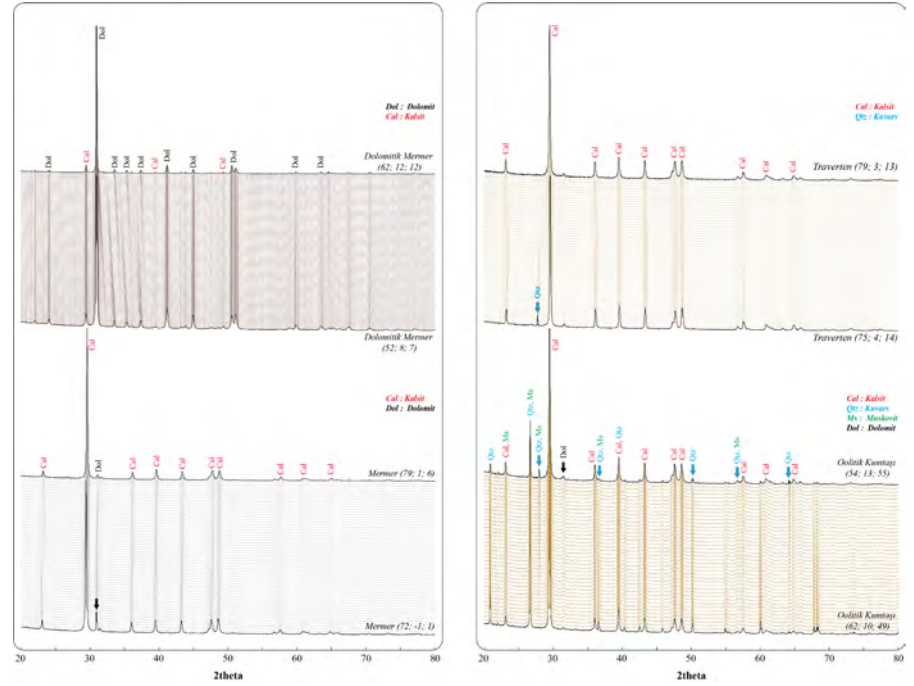 Dol
Dol : Dolomit
Cal : Kalsit
Dol
Cal
Dol
Dol
Dol
Cal
Dol
Dol
Cal
Dol
Dol
Dol
Dolomitik Mermer
(62; 12; 12)
Dolomitik Mermer
(52; 8; 7)
Cal
Cal : Kalsit
Dol : Dolomit
Cal
Dol
Cal
Cal
Cal
Cal
Cal
Cal
Cal
Cal
Mermer (79; 1; 6)
Mermer (72; -1; 1)
20 30 40 50 60 70 80
2theta
Cal
Cal : Kalsit
Qtz : Kuvars
Cal
Cal
Cal
Cal
Cal
Cal
Cal
Cal
Cal
Traverten (79; 3; 13)
Qtz
Traverten (75; 4; 14)
Cal
Cal : Kalsit
Qtz : Kuvars
Ms : Muskovit
Dol : Dolomit
Qtz
Cal, Ms
Qtz, Ms
Qtz, Ms
Dol
Cal
Qtz, Ms
Cal, Qtz
Cal
Cal
Cal
Qtz
Qtz, Ms
Cal
Cal
Qtz
Cal
Oolitik Kumtaşı
(54; 13; 55)
Oolitik Kumtaşı
(62; 10; 49)
20 30 40 50 60 70 80
2theta